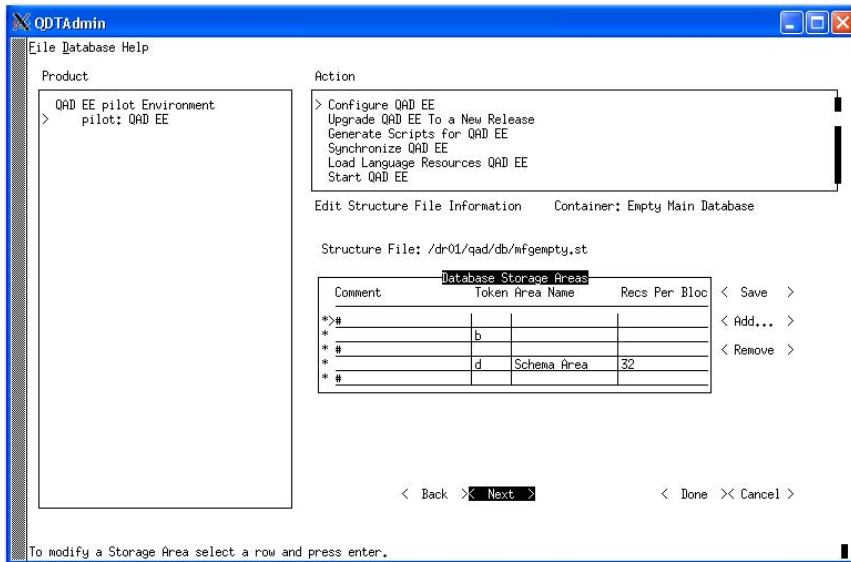 QDTAdmin
File Database Help
Product
Action
QAD EE pilot Environment
> pilot: QAD EE
> Configure QAD EE
Upgrade QAD EE To a New Release
Generate Scripts for QAD EE
Synchronize QAD EE
Load Language Resources QAD EE
Start QAD EE
Edit Structure File Information Container: Empty Main Database
Structure File: /dr01/qad/db/mfgempty.st
Database Storage Areas
Comment Token Area Name Recs Per Bloc < Save >
*># < Add... >
* b
* # < Remove >
* d Schema Area 32
* #
< Back >< Next > < Done >< Cancel >
To modify a Storage Area select a row and press enter.